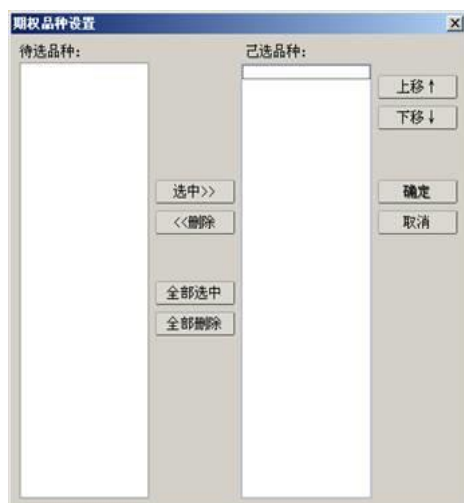 期权品种设置
待选品种：
己选品种：
上移↑
下移↓
选中>>
确定
<<删除
取消
全部选中
全部删除